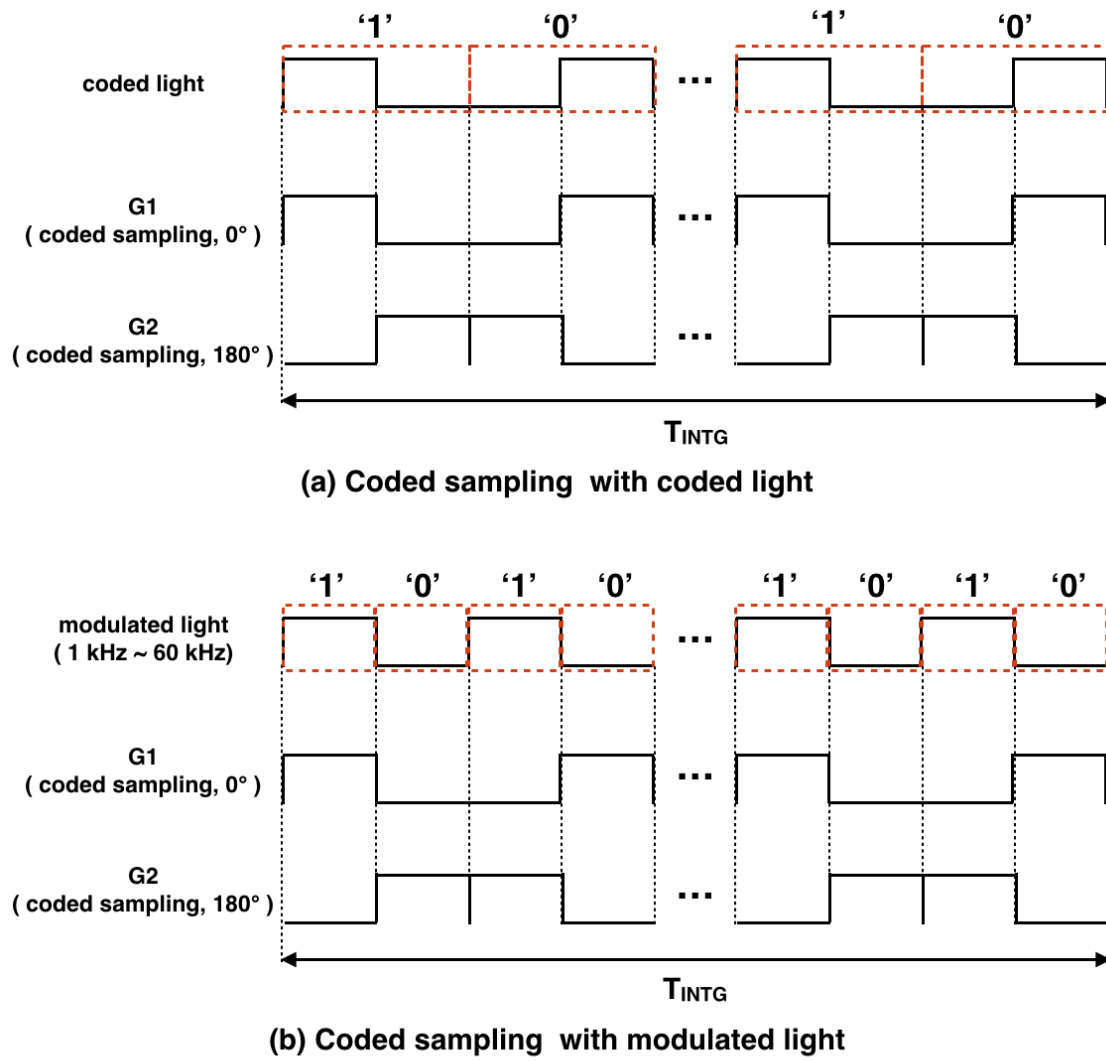 ‘1’ ‘0’ ‘1’ ‘0’
coded light
...
G1
( coded sampling, 0° )
...
G2
( coded sampling, 180° )
...
TINTG
(a) Coded sampling with coded light
‘1’ ‘0’ ‘1’ ‘0’ ‘1’ ‘0’ ‘1’ ‘0’
modulated light
( 1 kHz ~ 60 kHz)
...
G1
( coded sampling, 0° )
...
G2
( coded sampling, 180° )
...
TINTG
(b) Coded sampling with modulated light